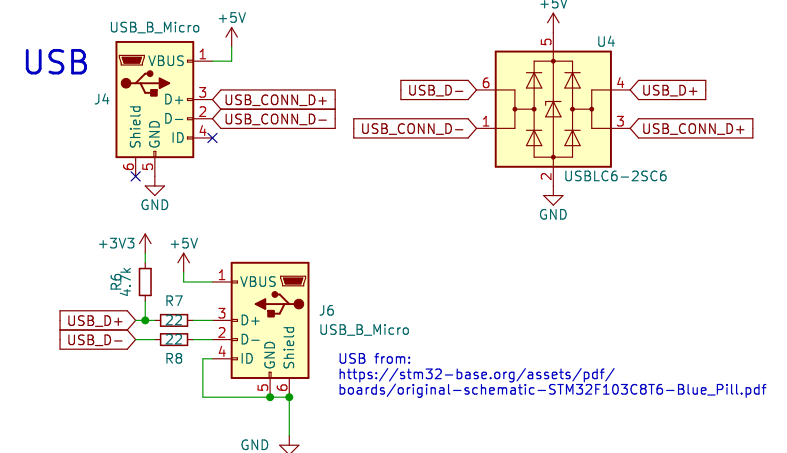 USB
USB_B_Micro
+5V
VBUS 1
J4
D+ 3 USB_CONN_D+
D- 2 USB_CONN_D-
ID 4
Shield
GND
6
5
GND
+5V
5
U4
USB_D- 6
4 USB_D+
USB_CONN_D- 1
3 USB_CONN_D+
2
USBLC6-2SC6
GND
+3V3
+5V
R6
4.7k
1 VBUS
R7
J6
USB_D+ 22 3 D+
USB_B_Micro
USB_D- 22 2 D-
R8
4 ID
GND
Shield
5
6
GND
USB from:
https://stm32-base.org/assets/pdf/
boards/original-schematic-STM32F103C8T6-Blue_Pill.pdf